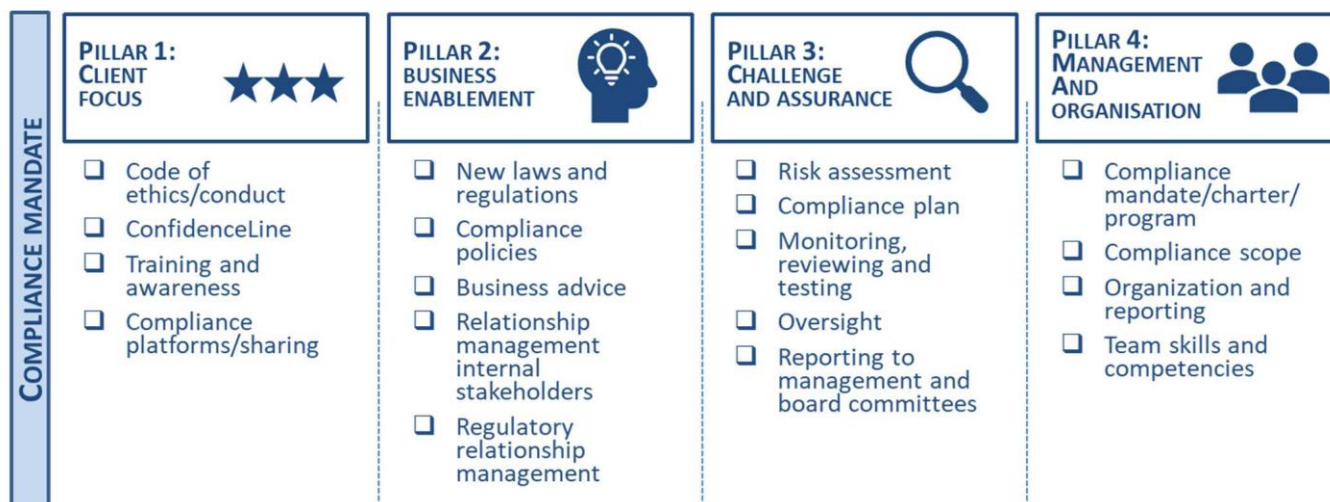 COMPLIANCE MANDATE
PILLAR 1:
CLIENT
FOCUS
Code of
ethics/conduct
ConfidenceLine
Training and
awareness
Compliance
platforms/sharing
PILLAR 2:
BUSINESS
ENABLEMENT
New laws and
regulations
Compliance
policies
Business advice
Relationship
management
internal
stakeholders
Regulatory
relationship
management
PILLAR 3:
CHALLENGE
AND ASSURANCE
Risk assessment
Compliance plan
Monitoring,
reviewing and
testing
Oversight
Reporting to
management and
board committees
PILLAR 4:
MANAGEMENT
AND
ORGANISATION
Compliance
mandate/charter/
program
Compliance scope
Organization and
reporting
Team skills and
competencies